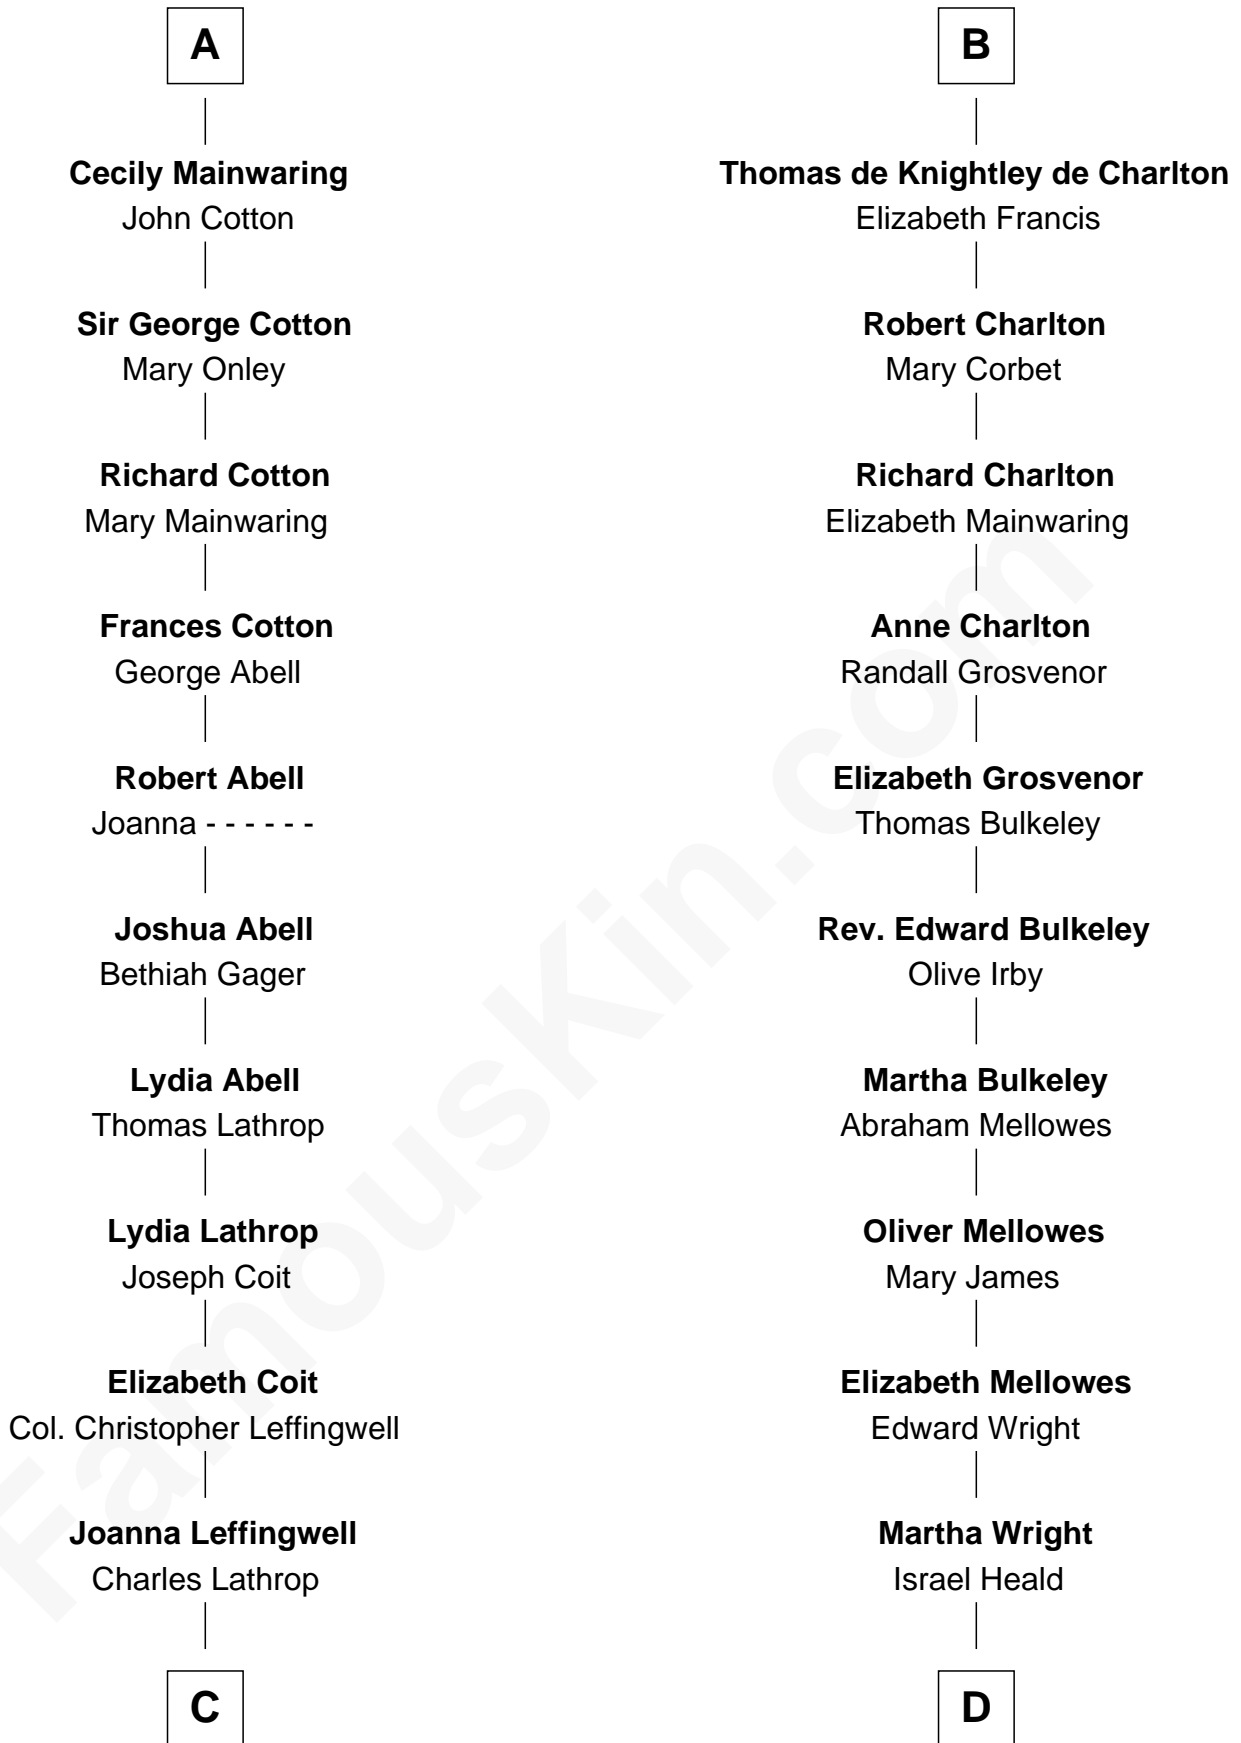 A
Cecily Mainwaring
John Cotton
Sir George Cotton
Mary Onley
Richard Cotton
Mary Mainwaring
Frances Cotton
George Abell
Robert Abell
Joanna - - - - - -
Joshua Abell
Bethiah Gager
Lydia Abell
Thomas Lathrop
Lydia Lathrop
Joseph Coit
Elizabeth Coit
Col. Christopher Leffingwell
Joanna Leffingwell
Charles Lathrop
C
B
Thomas de Knightley de Charlton
Elizabeth Francis
Robert Charlton
Mary Corbet
Richard Charlton
Elizabeth Mainwaring
Anne Charlton
Randall Grosvenor
Elizabeth Grosvenor
Thomas Bulkeley
Rev. Edward Bulkeley
Olive Irby
Martha Bulkeley
Abraham Mellowes
Oliver Mellowes
Mary James
Elizabeth Mellowes
Edward Wright
Martha Wright
Israel Heald
D
FamousKin.com